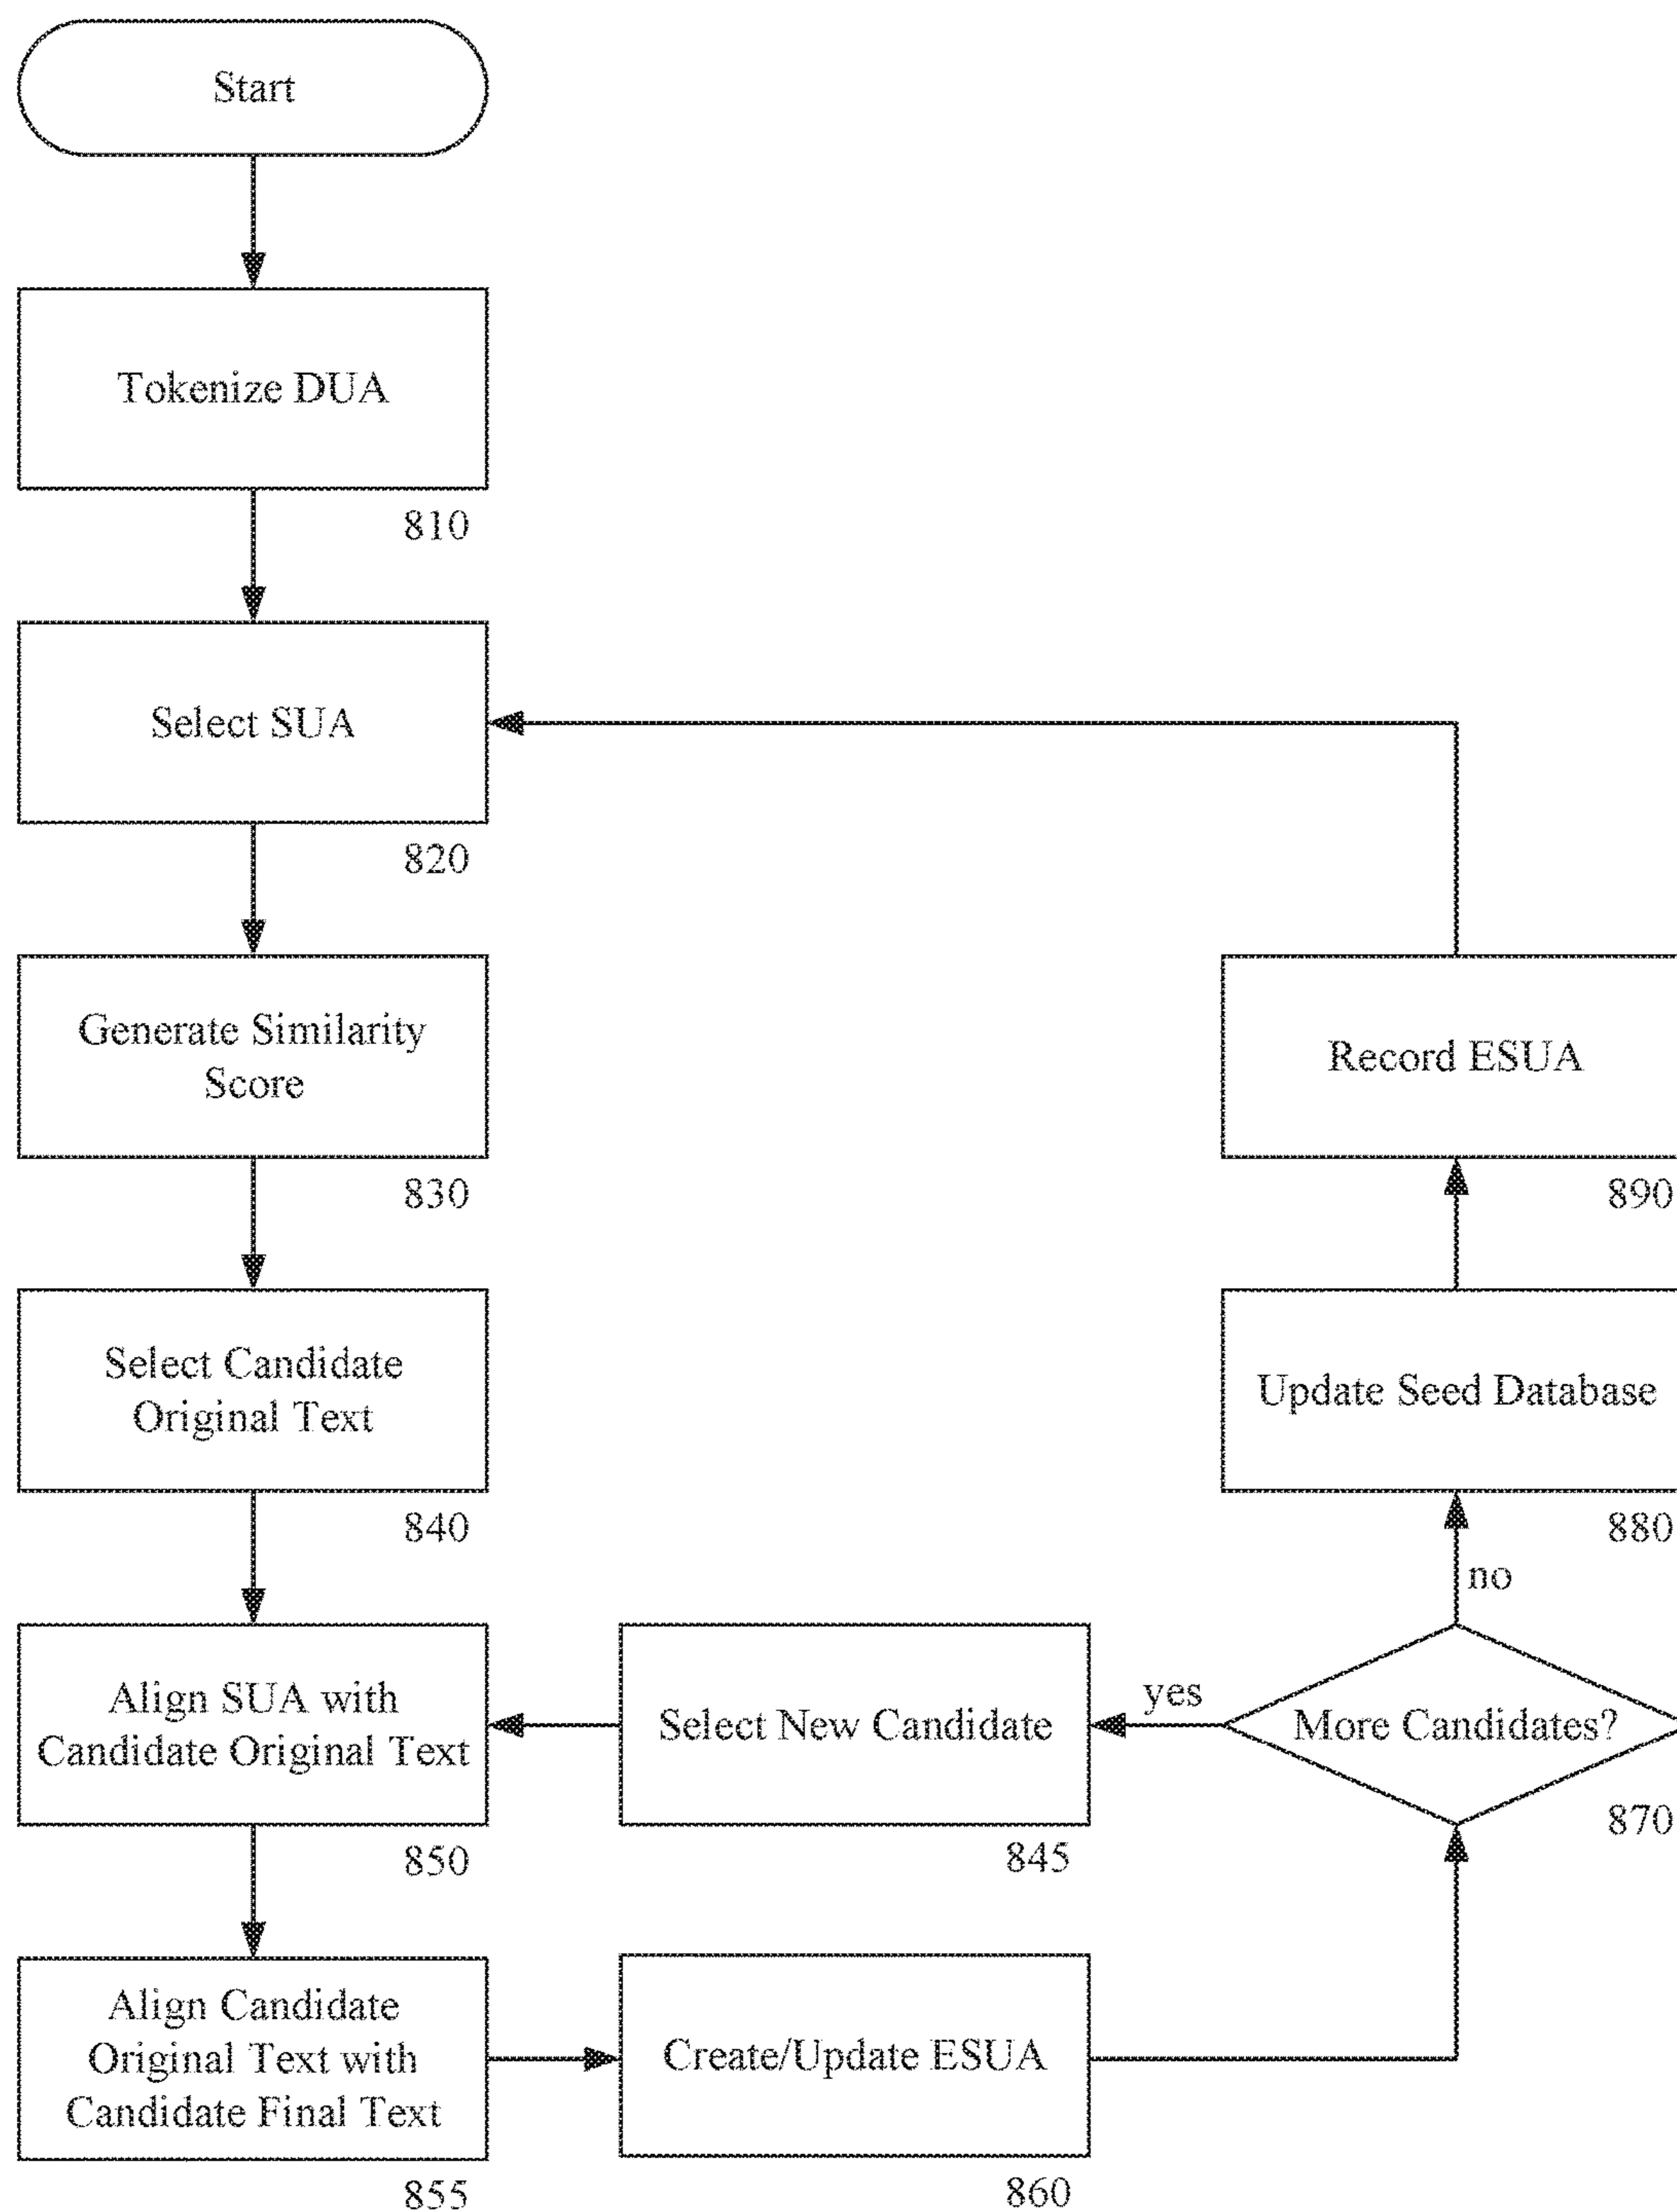 Start
Tokenize DUA
810
Select SUA
820
Generate Similarity
Score
830
Record ESUA
890
Select Candidate
Original Text
840
Update Seed Database
880
no
Align SUA with
Candidate Original Text
850
Select New Candidate
845
yes
More Candidates?
870
Align Candidate
Original Text with
Candidate Final Text
855
Create/Update ESUA
860